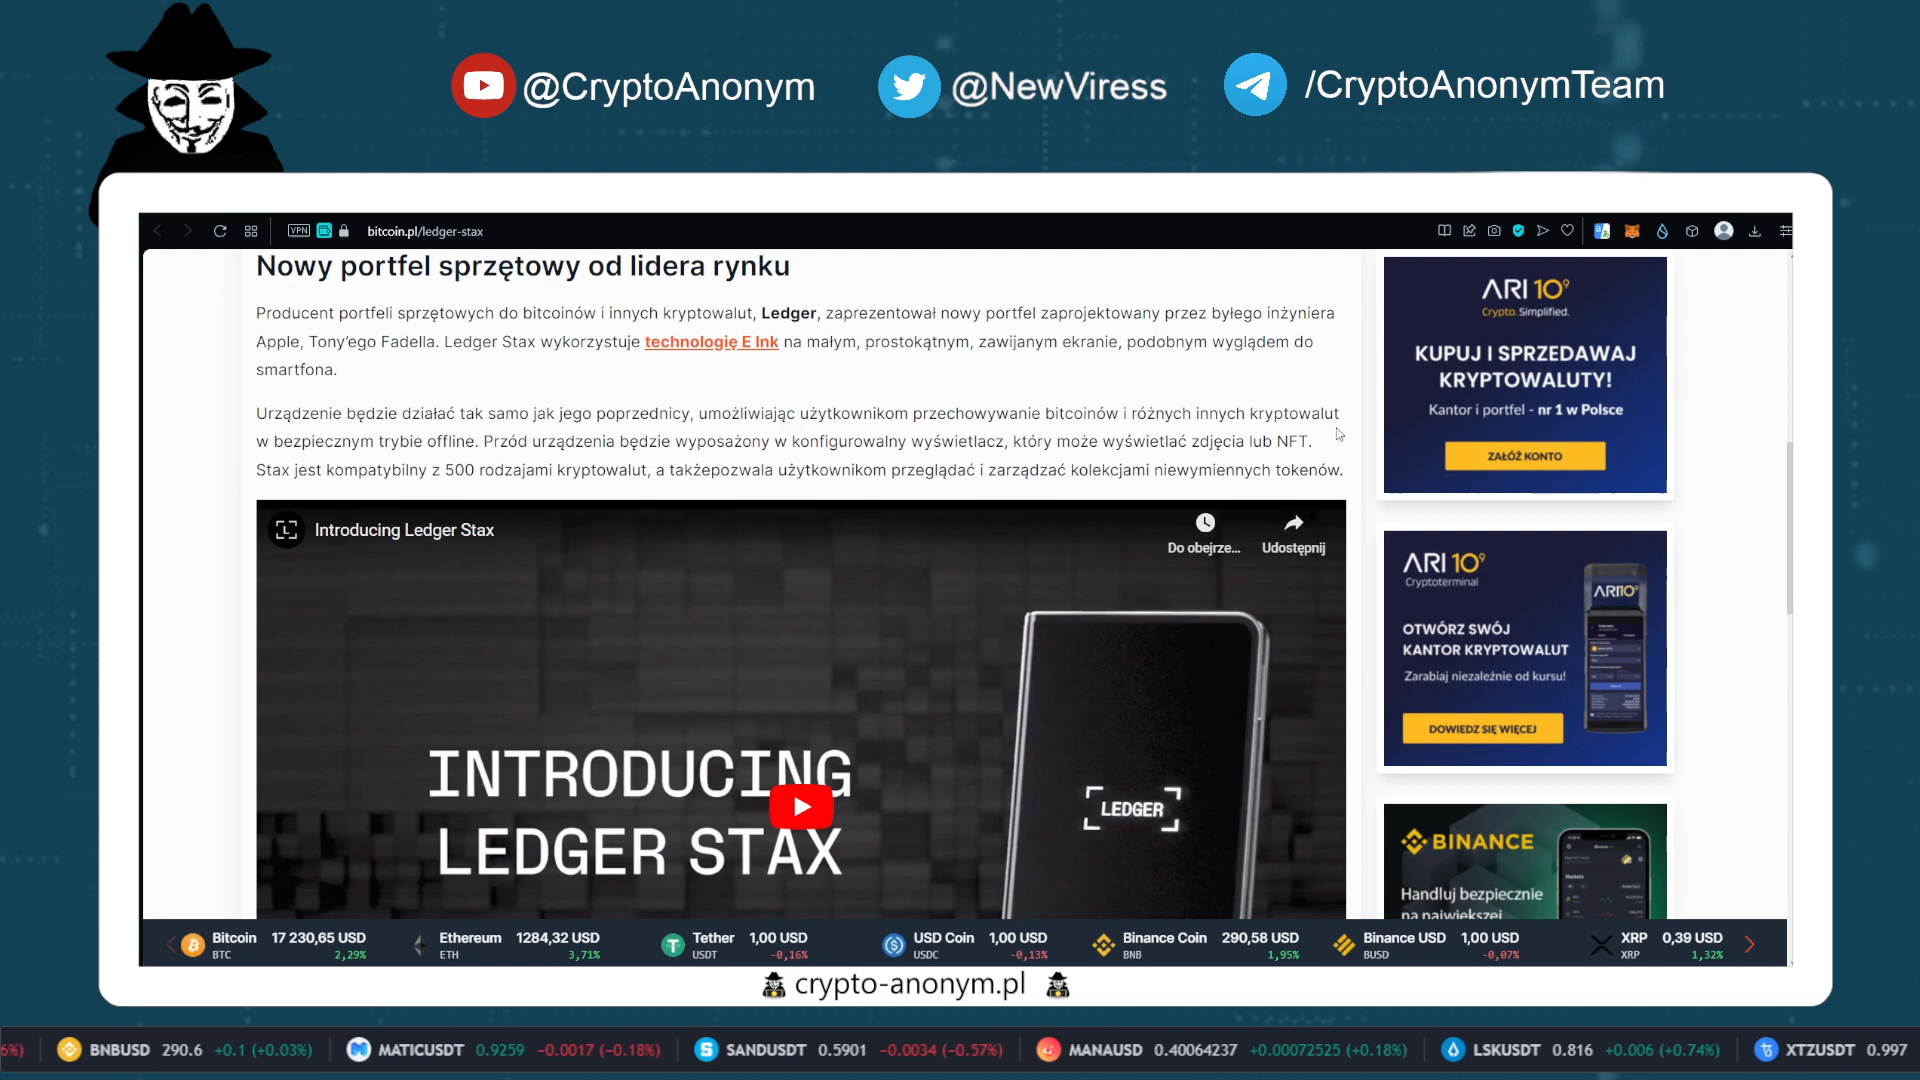 @CryptoAnonym
@NewViress
/CryptoAnonymTeam
VPN
bitcoin.pl/ledger-stax
Nowy portfel sprzętowy od lidera rynku
Producent portfeli sprzętowych do bitcoinów i innych kryptowalut, Ledger, zaprezentował nowy portfel zaprojektowany przez byłego inżyniera
Apple, Tony’ego Fadella. Ledger Stax wykorzystuje technologię E Ink na małym, prostokątnym, zawijanym ekranie, podobnym wyglądem do
smartfona.
Urządzenie będzie działać tak samo jak jego poprzednicy, umożliwiając użytkownikom przechowywanie bitcoinów i różnych innych kryptowalut
w bezpiecznym trybie offline. Przód urządzenia będzie wyposażony w konfigurowalny wyświetlacz, który może wyświetlać zdjęcia lub NFT.
Stax jest kompatybilny z 500 rodzajami kryptowalut, a takżepozwala użytkownikom przeglądać i zarządzać kolekcjami niewymiennych tokenów.
Introducing Ledger Stax
Do obejrze...
Udostępnij
INTRODUCING
LEDGER STAX
LEDGER
ARI 10⁹
Crypto. Simplified.
KUPUJ I SPRZEDAWAJ
KRYPTOWALUTY!
Kantor i portfel - nr 1 w Polsce
ZAŁÓŻ KONTO
ARI 10⁹
Cryptoterminal
ARI10⁹
OTWÓRZ SWÓJ
KANTOR KRYPTOWALUT
Zarabiaj niezależnie od kursu!
DOWIEDZ SIĘ WIĘCEJ
BINANCE
Markets
Handluj bezpiecznie
na największej
Bitcoin 17 230,65 USD
BTC 2,29%
Ethereum 1284,32 USD
ETH 3,71%
Tether 1,00 USD
USDT -0,16%
USD Coin 1,00 USD
USDC -0,13%
Binance Coin 290,58 USD
BNB 1,95%
Binance USD 1,00 USD
BUSD -0,07%
XRP 0,39 USD
XRP 1,32%
crypto-anonym.pl
6%) BNBUSD 290.6 +0.1 (+0.03%) MATICUSDT 0.9259 −0.0017 (−0.18%) SANDUSDT 0.5901 −0.0034 (−0.57%) MANAUSD 0.40064237 +0.00072525 (+0.18%) LSKUSDT 0.816 +0.006 (+0.74%) XTZUSDT 0.997